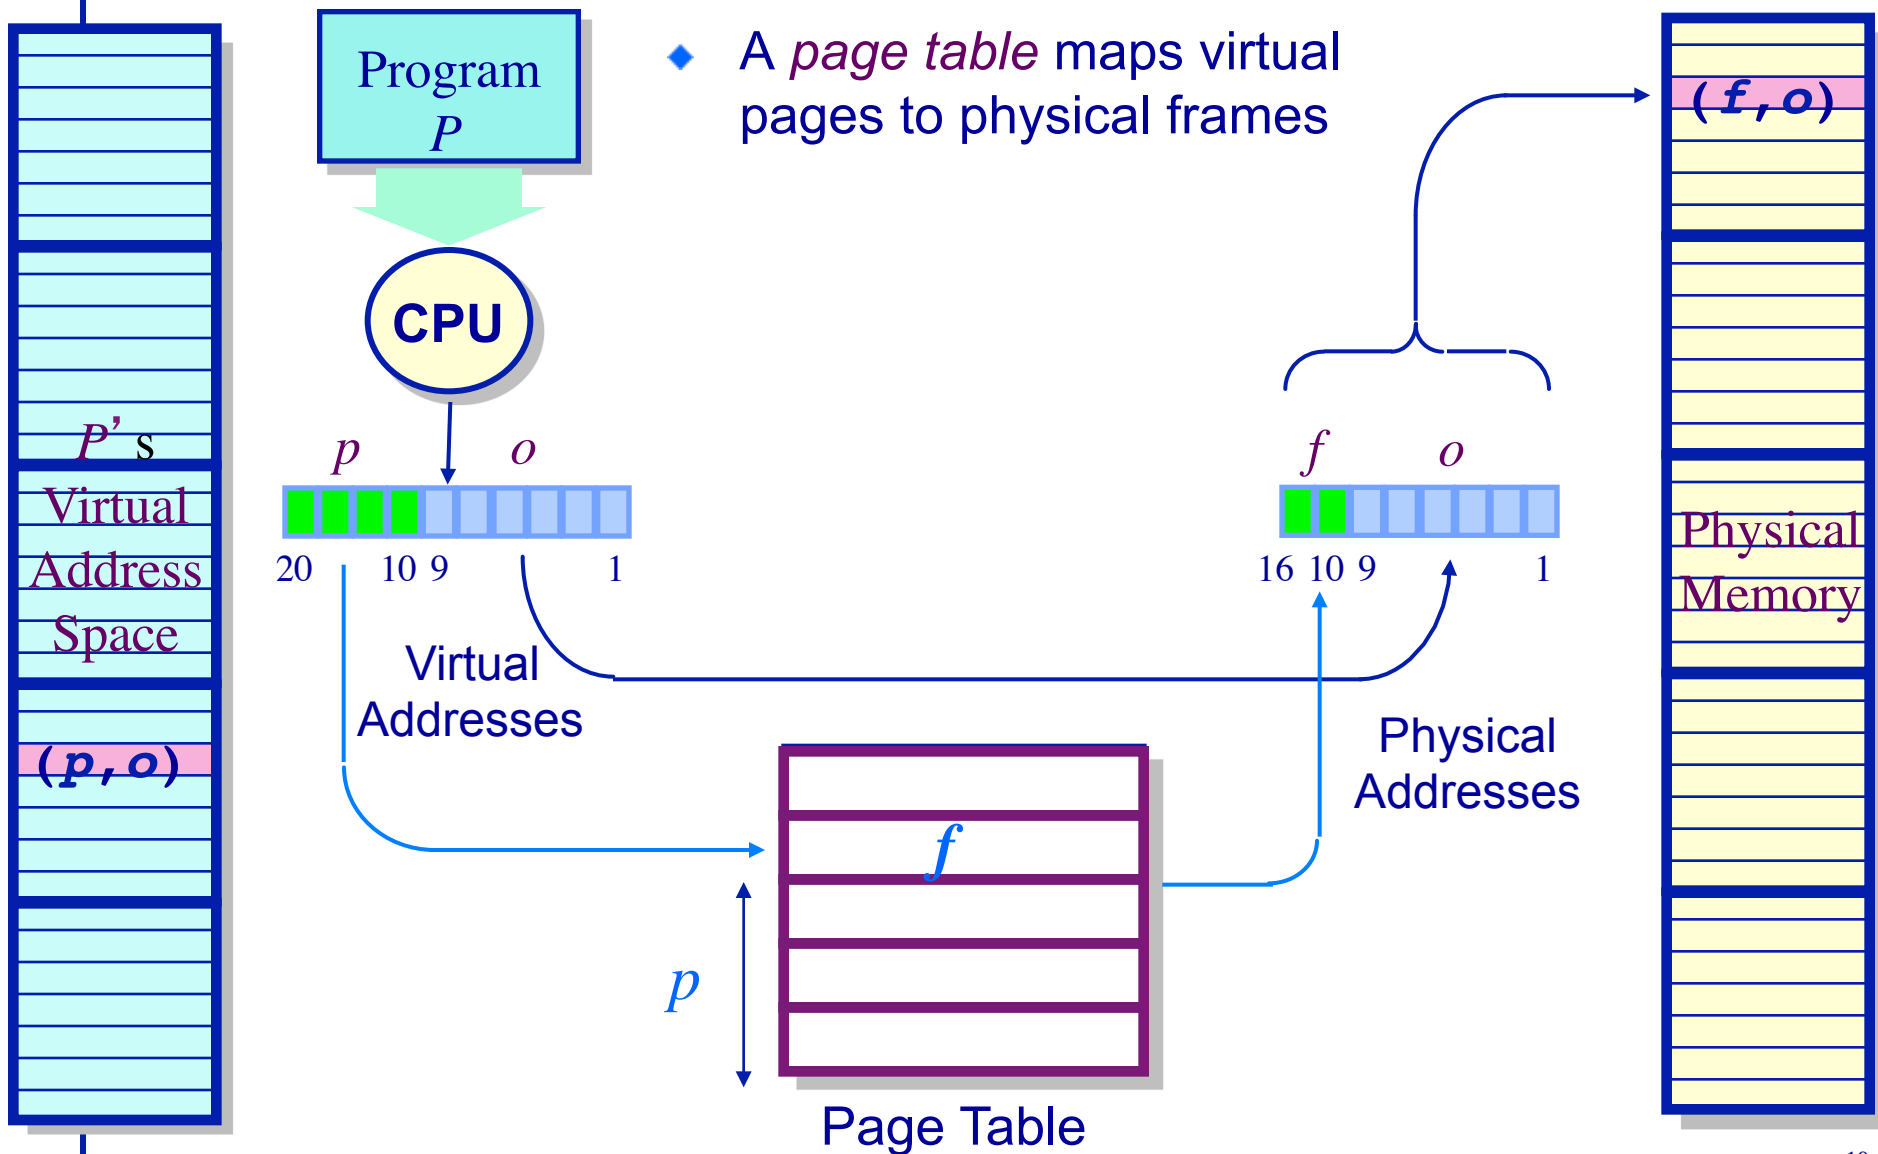 Program
P
◆ A page table maps virtual
pages to physical frames
(f,o)
CPU
P's
Virtual
Address
Space
(p,o)
p o
20 10 9 1
Virtual
Addresses
f o
16 10 9 1
Physical
Addresses
Physical
Memory
f
p
Page Table